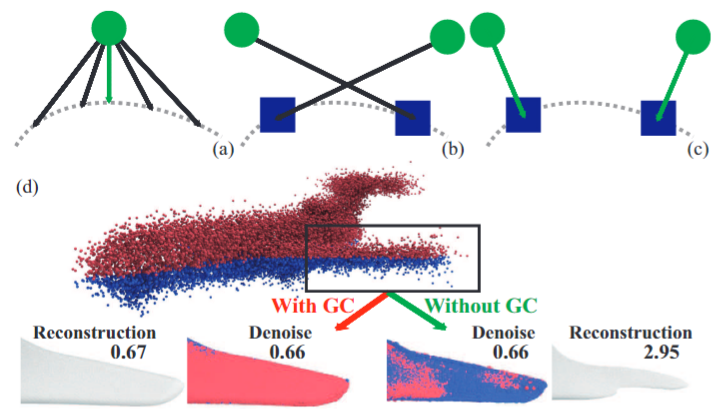 (a)
(b)
(c)
(d)
With GC
Without GC
Reconstruction
0.67
Denoise
0.66
Denoise
0.66
Reconstruction
2.95